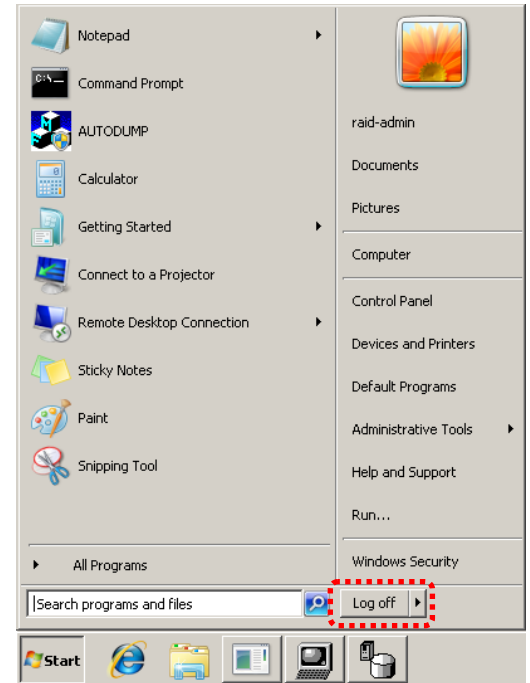 Notepad
C:\
Command Prompt
AUTODUMP
Calculator
Getting Started
Connect to a Projector
Remote Desktop Connection
Sticky Notes
Paint
Snipping Tool
All Programs
Search programs and files
raid-admin
Documents
Pictures
Computer
Control Panel
Devices and Printers
Default Programs
Administrative Tools
Help and Support
Run...
Windows Security
Log off
Start